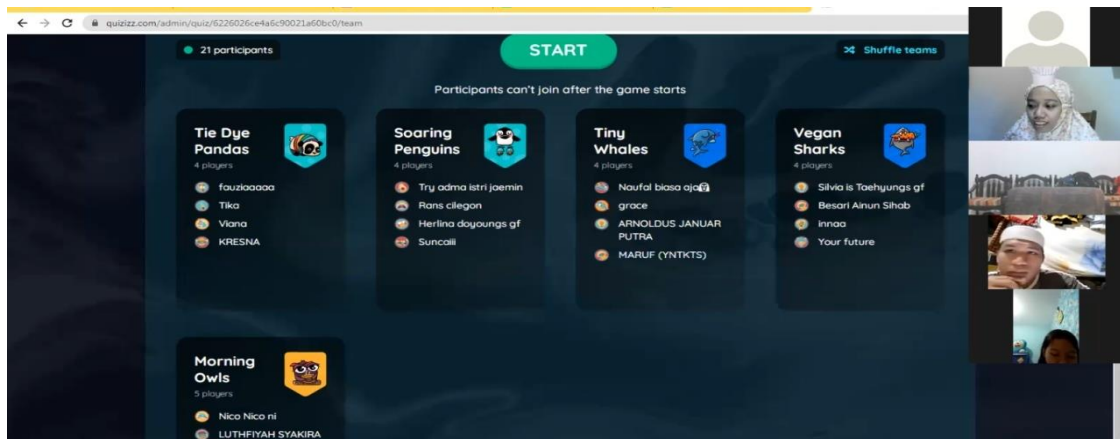 quizizz.com/admin/quiz/6226026ce4a6c90021a60bc0/team
21 participants
START
Shuffle teams
Participants can't join after the game starts
Tie Dye
Pandas
4 players
fauziaaaaa
Tika
Viana
KRESNA
Soaring
Penguins
4 players
Try adma istri jaemin
Rans cilegon
Herlina doyoungs gf
Suncaiii
Tiny
Whales
4 players
Naufal biasa aja
grace
ARNOLDUS JANUAR
PUTRA
MARUF (YNTKTS)
Vegan
Sharks
4 players
Silvia is Taehyungs gf
Besari Ainun Sihab
innaa
Your future
Morning
Owls
5 players
Nico Nico ni
LUTHFIYAH SYAKIRA